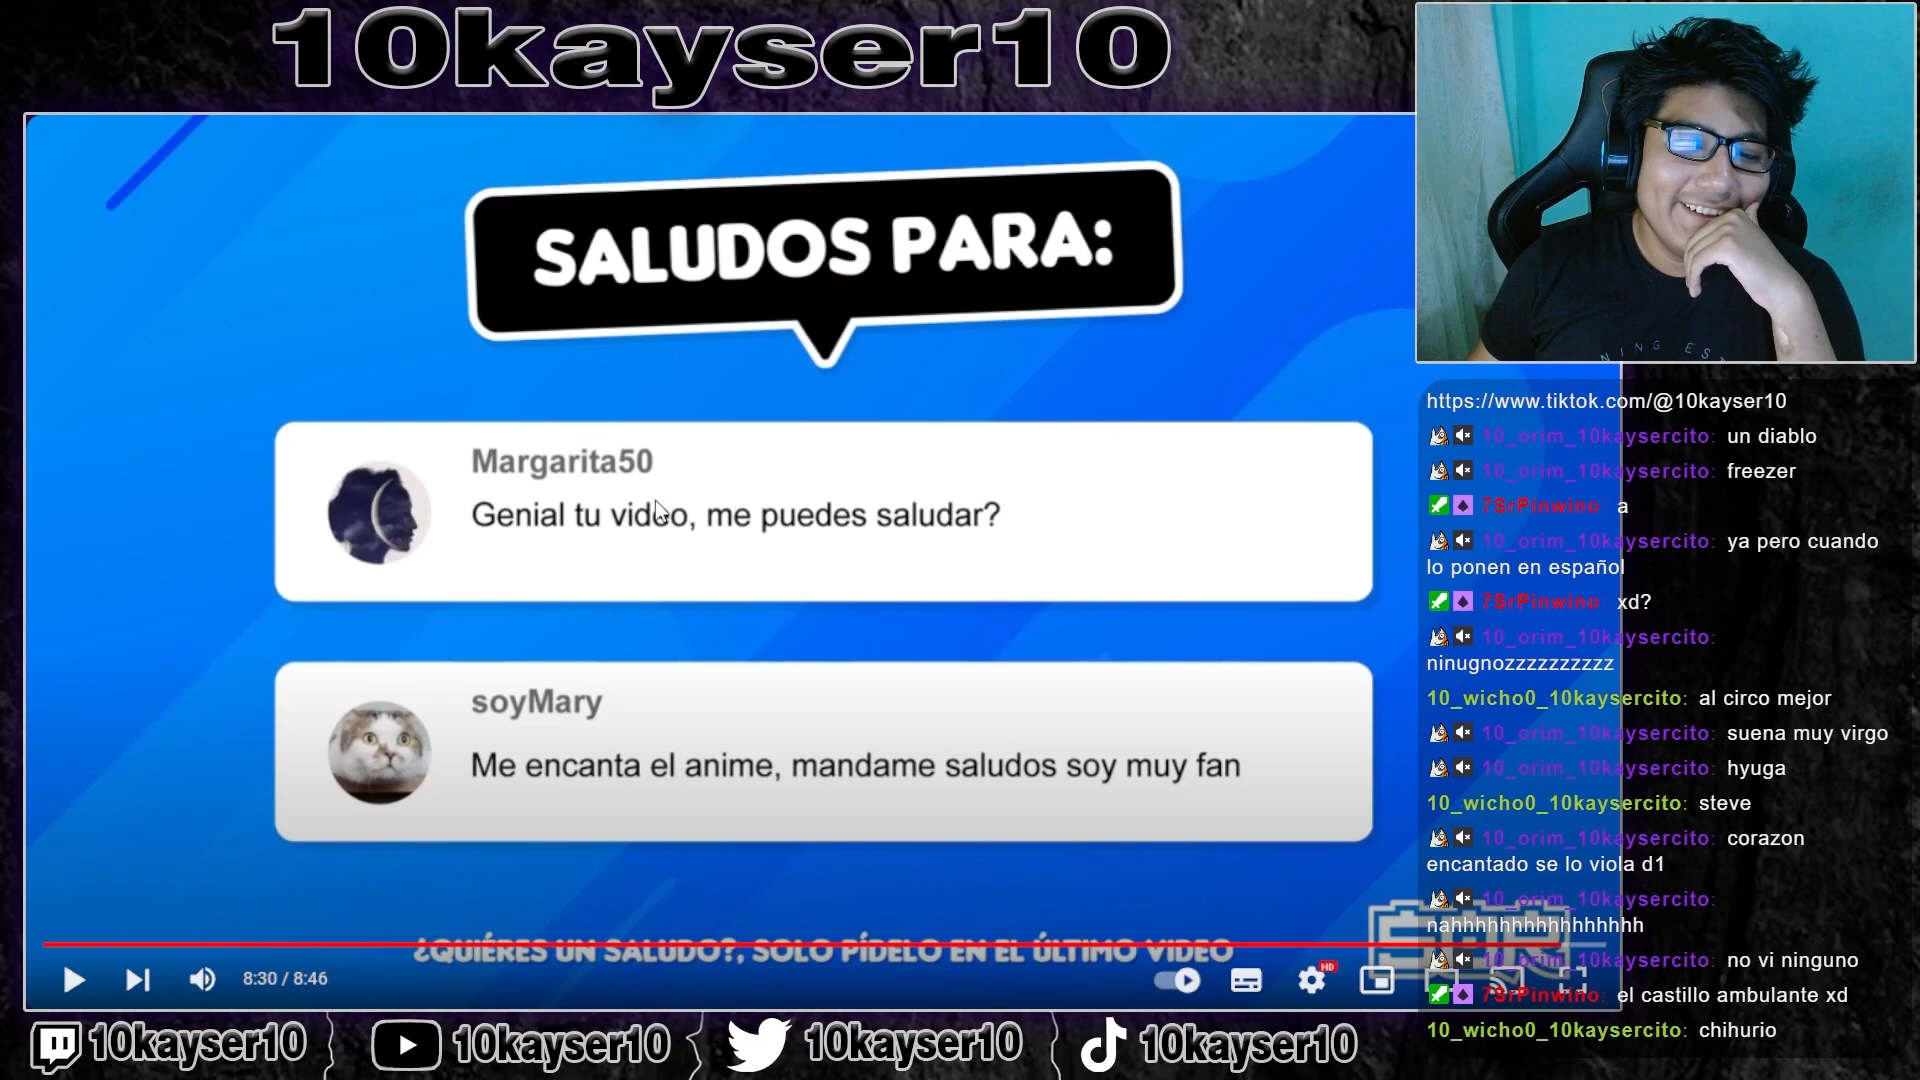 10kayser10
SALUDOS PARA:
Margarita50
Genial tu video, me puedes saludar?
soyMary
Me encanta el anime, mandame saludos soy muy fan
¿QUIÉRES UN SALUDO?, SOLO PÍDELO EN EL ÚLTIMO VIDEO
8:30 / 8:46
HD
NING ES
https://www.tiktok.com/@10kayser10
10_orim_10kaysercito: un diablo
10_orim_10kaysercito: freezer
7SrPinwino: a
10_orim_10kaysercito: ya pero cuando
lo ponen en español
7SrPinwino: xd?
10_orim_10kaysercito:
ninugnozzzzzzzzzz
10_wicho0_10kaysercito: al circo mejor
10_orim_10kaysercito: suena muy virgo
10_orim_10kaysercito: hyuga
10_wicho0_10kaysercito: steve
10_orim_10kaysercito: corazon
encantado se lo viola d1
10_orim_10kaysercito:
nahhhhhhhhhhhhhhhh
10_orim_10kaysercito: no vi ninguno
7SrPinwino: el castillo ambulante xd
10_wicho0_10kaysercito: chihurio
10kayser10
10kayser10
10kayser10
10kayser10